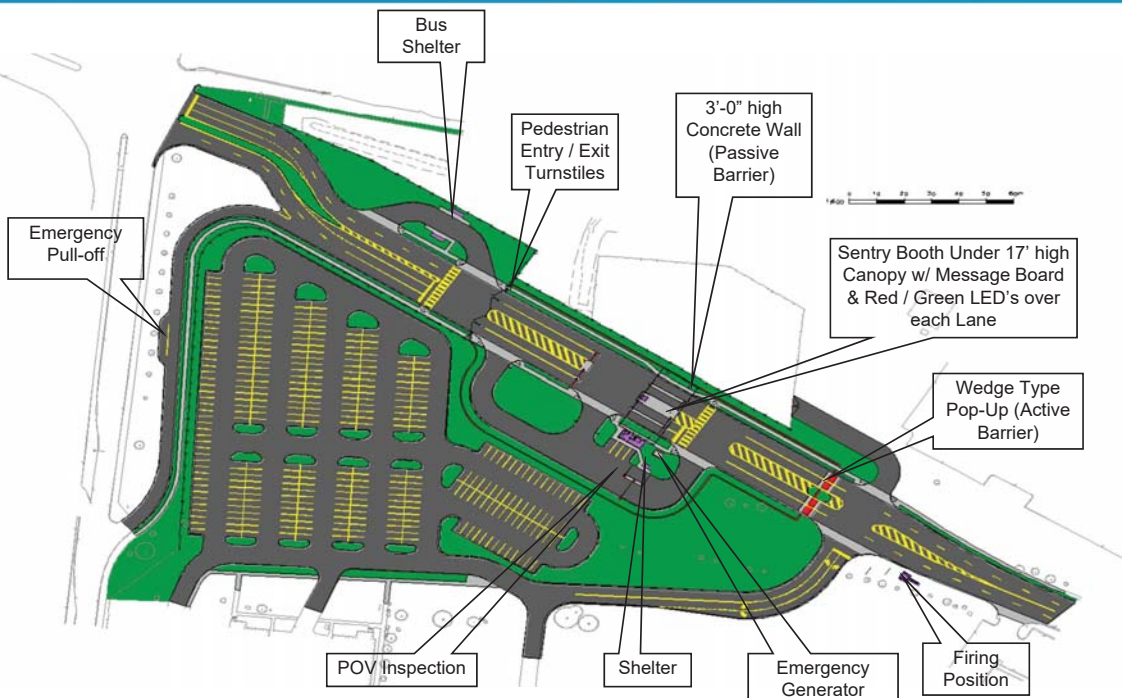 Bus
Shelter
Pedestrian
Entry / Exit
Turnstiles
3'-0" high
Concrete Wall
(Passive
Barrier)
Emergency
Pull-off
Sentry Booth Under 17' high
Canopy w/ Message Board
& Red / Green LED's over
each Lane
Wedge Type
Pop-Up (Active
Barrier)
POV Inspection
Shelter
Emergency
Generator
Firing
Position